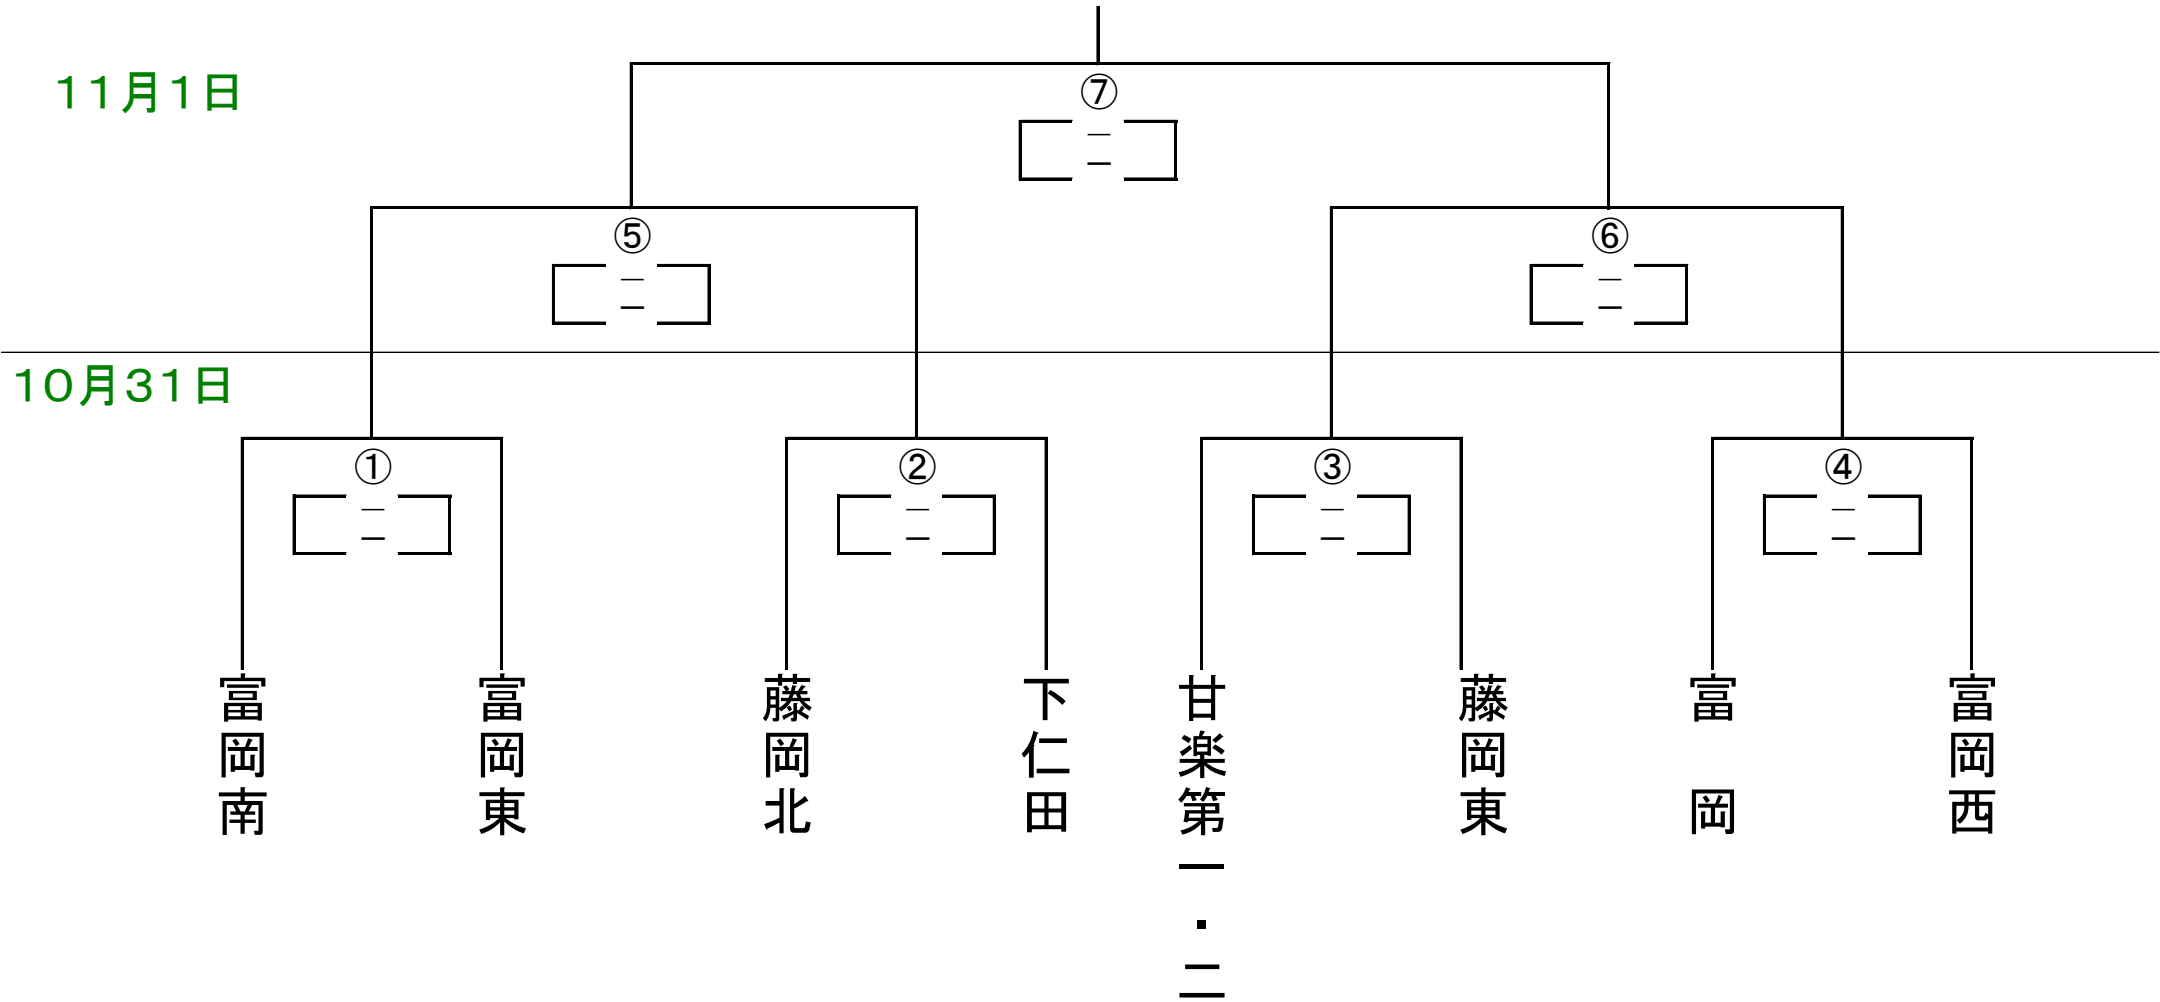 １１月１日
⑦
－
－
⑤
－
－
⑥
－
－
１０月３１日
①
－
－
②
－
－
③
－
－
④
－
－
富岡南
富岡東
藤岡北
下仁田
甘楽第一・二
藤岡東
富　岡
富岡西